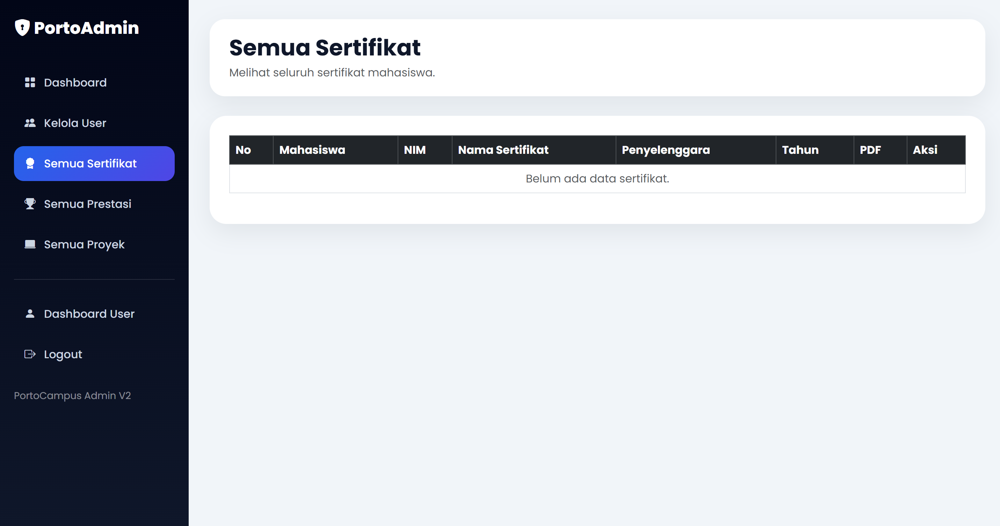 PortoAdmin
Dashboard
Kelola User
Semua Sertifikat
Semua Prestasi
Semua Proyek
Dashboard User
Logout
PortoCampus Admin V2
Semua Sertifikat
Melihat seluruh sertifikat mahasiswa.
No Mahasiswa NIM Nama Sertifikat Penyelenggara Tahun PDF Aksi
Belum ada data sertifikat.